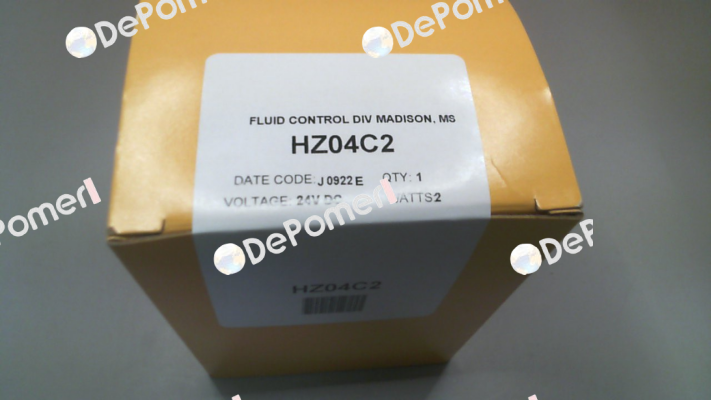 DePomerl
DePomerl
FLUID CONTROL DIV MADISON, MS
HZ04C2
DATE CODE: J0922E QTY: 1
VOLTAGE: 24V DC WATTS2
DePomerl
DePomerl
DePomerl
HZ04C2